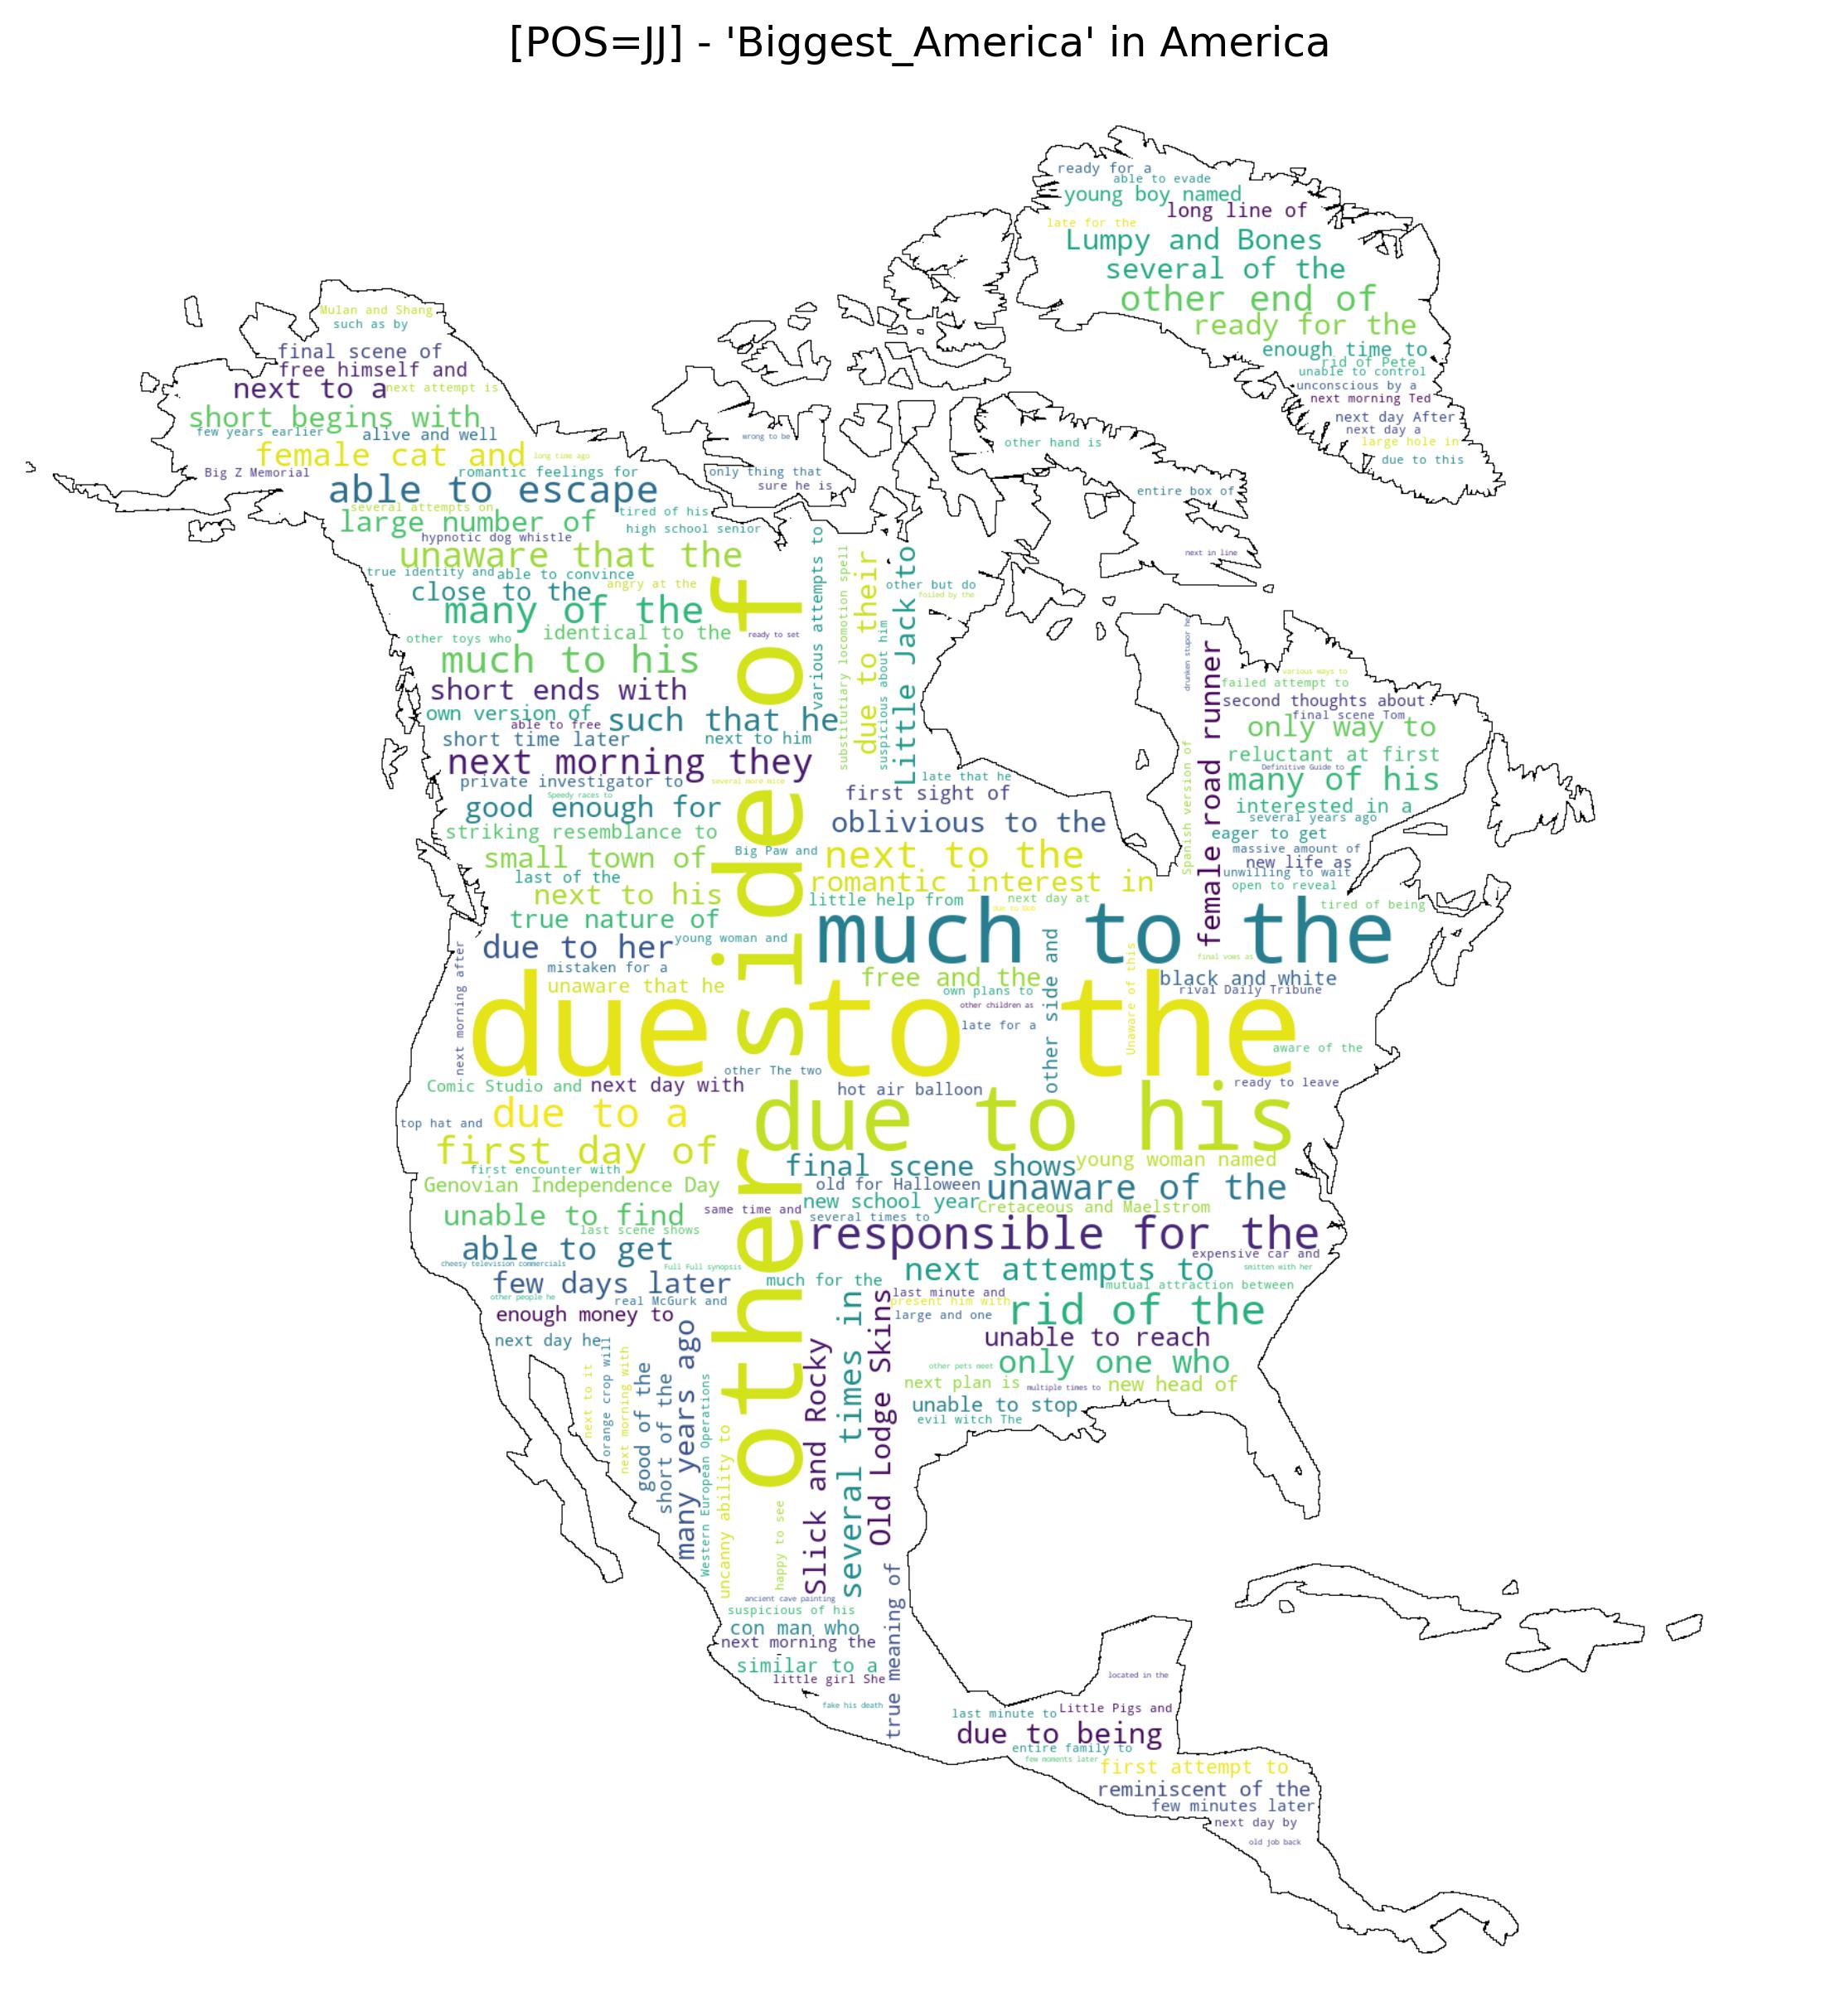 [POS=JJ] - 'Biggest_America' in America
ready for a
able to evade
young boy named
long line of
late for the
Lumpy and Bones
several of the
other end of
ready for the
enough time to
rid of Pete
unable to control
unconscious by a
next morning Ted
next day After
next day a
large hole in
due to this
Mulan and Shang
such as by
final scene of
free himself and
next to a
next attempt is
short begins with
few years earlier
alive and well
female cat and
long time ago
Big Z Memorial
romantic feelings for
able to escape
several attempts on
tired of his
large number of
high school senior
hypnotic dog whistle
unaware that the
true identity and
able to convince
angry at the
close to the
many of the
other toys who
identical to the
ready to set
much to his
short ends with
own version of
able to free
such that he
short time later
next to him
next morning they
private investigator to
several more mice
Speedy races to
good enough for
striking resemblance to
small town of
Big Paw and
last of the
next to his
true nature of
due to her
young woman and
mistaken for a
unaware that he
wrong to be
only thing that
sure he is
other hand is
entire box of
next in line
various attempts to
substitutiary locomotion spell
due to their
suspicious about him
Little Jack to
other but do
foiled by the
late that he
first sight of
oblivious to the
next to the
romantic interest in
little help from
next day at
much to the
free and the
own plans to
other children as
late for a
other side and
Unaware of this
drunken stupor he
female road runner
Spanish version of
various ways to
failed attempt to
second thoughts about
final scene Tom
only way to
reluctant at first
Definitive Guide to
many of his
interested in a
several years ago
eager to get
massive amount of
new life as
unwilling to wait
open to reveal
tired of being
final vows as
black and white
rival Daily Tribune
aware of the
ready to leave
other side of
due to the
next morning after
other The two
Comic Studio and
next day with
hot air balloon
top hat and
due to a
due to his
first day of
first encounter with
Genovian Independence Day
final scene shows
young woman named
old for Halloween
unaware of the
same time and
new school year
Cretaceous and Maelstrom
several times to
unable to find
last scene shows
responsible for the
able to get
expensive car and
cheesy television commercials
Full Full synopsis
next attempts to
smitten with her
few days later
much for the
mutual attraction between
other people he
real McGurk and
last minute and
present him with
enough money to
large and one
rid of the
next day he
unable to reach
other pets meet
only one who
next plan is
multiple times to
new head of
unable to stop
evil witch The
next to it
orange crop will
next morning with
good of the
short of the
many years ago
Western European Operations
uncanny ability to
happy to see
Slick and Rocky
several times in
Old Lodge Skins
true meaning of
ancient cave painting
suspicious of his
con man who
next morning the
similar to a
little girl She
fake his death
located in the
last minute to
Little Pigs and
due to being
entire family to
few moments later
first attempt to
reminiscent of the
few minutes later
next day by
old job back